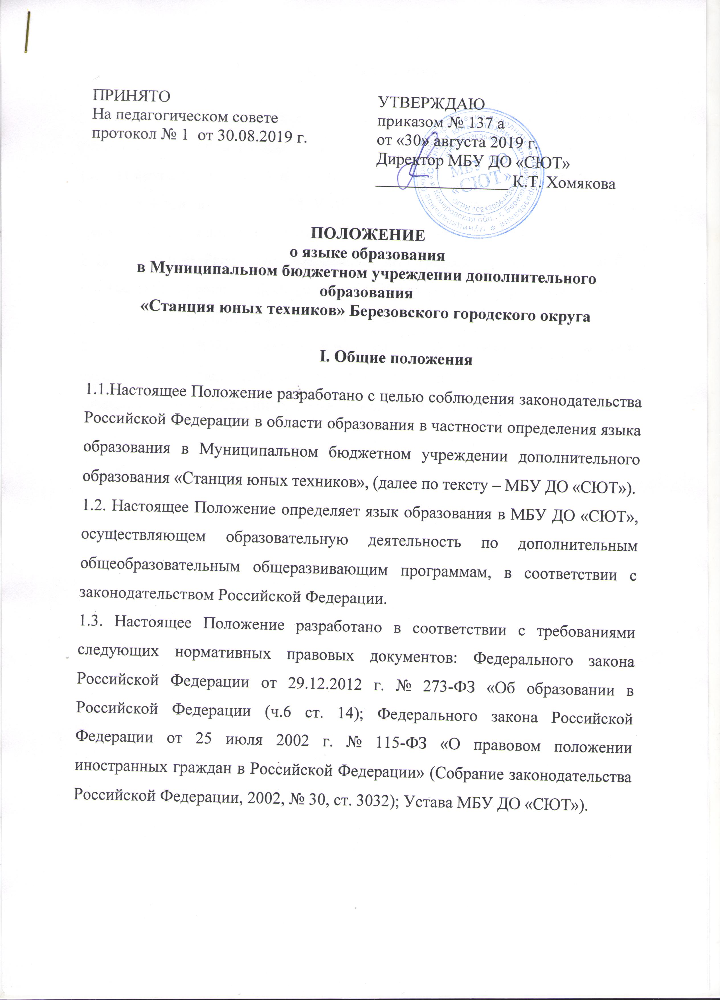 ПРИНЯТО
На педагогическом совете
протокол № 1 от 30.08.2019 г.
УТВЕРЖДАЮ
приказом № 137 а
от «30» августа 2019 г.
Директор МБУ ДО «СЮТ»
К.Т. Хомякова
МБУ ДО
«СЮТ»
ОГРН 1024200648306
Кемеровская обл., г. Березовский
ПОЛОЖЕНИЕ
о языке образования
в Муниципальном бюджетном учреждении дополнительного
образования
«Станция юных техников» Березовского городского округа
I. Общие положения
1.1.Настоящее Положение разработано с целью соблюдения законодательства
Российской Федерации в области образования в частности определения языка
образования в Муниципальном бюджетном учреждении дополнительного
образования «Станция юных техников», (далее по тексту – МБУ ДО «СЮТ»).
1.2. Настоящее Положение определяет язык образования в МБУ ДО «СЮТ»,
осуществляющем образовательную деятельность по дополнительным
общеобразовательным общеразвивающим программам, в соответствии с
законодательством Российской Федерации.
1.3. Настоящее Положение разработано в соответствии с требованиями
следующих нормативных правовых документов: Федерального закона
Российской Федерации от 29.12.2012 г. № 273-ФЗ «Об образовании в
Российской Федерации (ч.6 ст. 14); Федерального закона Российской
Федерации от 25 июля 2002 г. № 115-ФЗ «О правовом положении
иностранных граждан в Российской Федерации» (Собрание законодательства
Российской Федерации, 2002, № 30, ст. 3032); Устава МБУ ДО «СЮТ»).